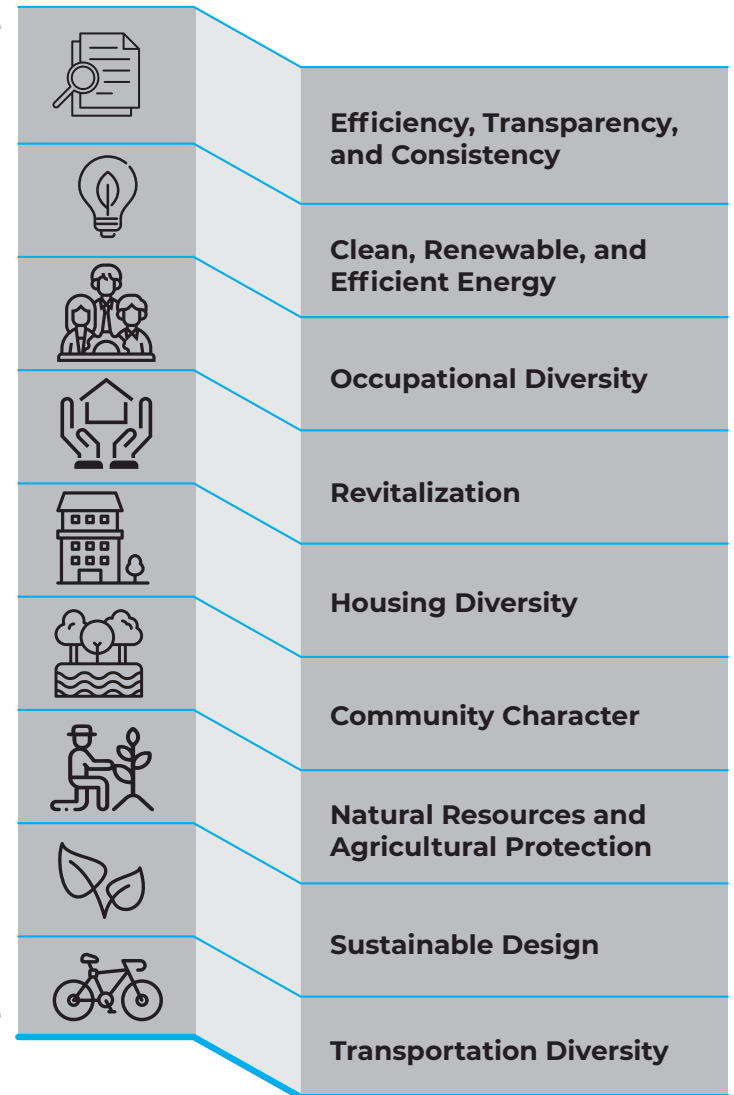 Efficiency, Transparency,
and Consistency
Clean, Renewable, and
Efficient Energy
Occupational Diversity
Revitalization
Housing Diversity
Community Character
Natural Resources and
Agricultural Protection
Sustainable Design
Transportation Diversity